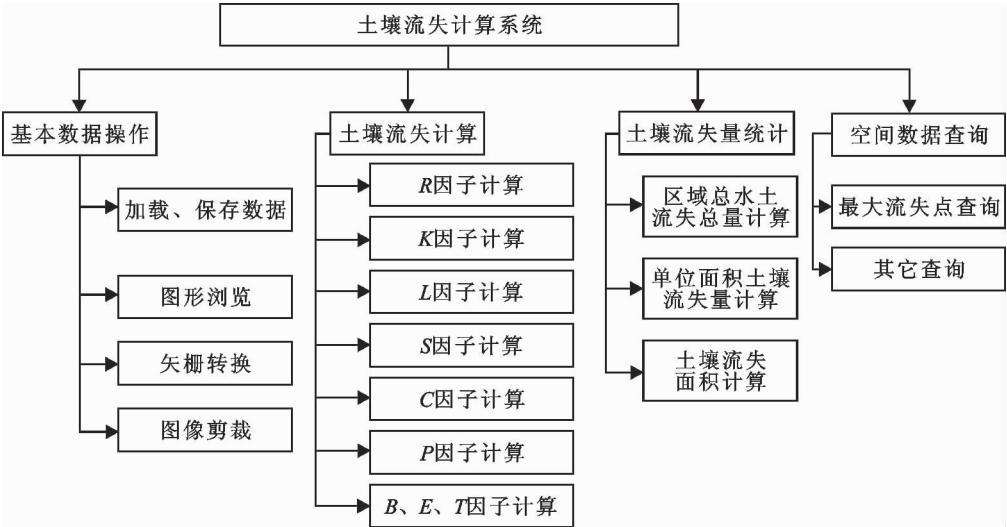 土壤流失计算系统
基本数据操作
加载、保存数据
图形浏览
矢栅转换
图像剪裁
土壤流失计算
R因子计算
K因子计算
L因子计算
S因子计算
C因子计算
P因子计算
B、E、T因子计算
土壤流失量统计
区域总水土
流失总量计算
单位面积土壤
流失量计算
土壤流失
面积计算
空间数据查询
最大流失点查询
其它查询